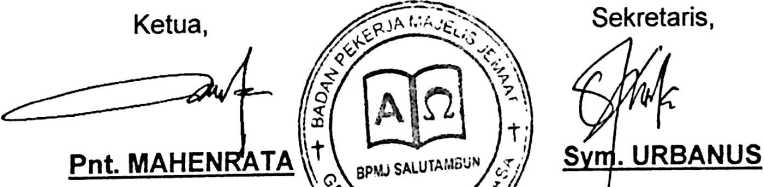 Ketua,
Sekretaris,
BADAN PEKERJA MAJELIS JEMAAT
Α Ω
BPMJ SALUTAMBUN
Pnt. MAHENRATA
Sym. URBANUS